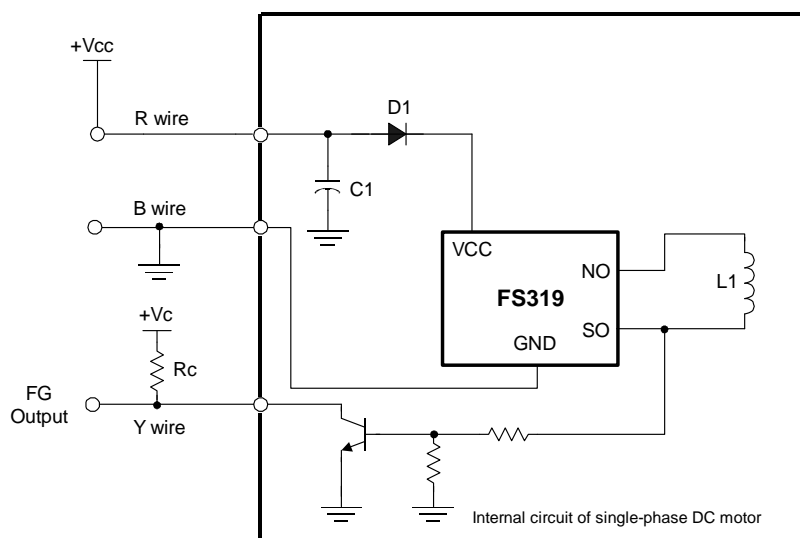 +Vcc
R wire
D1
C1
B wire
VCC
NO
FS319
L1
SO
GND
+Vc
Rc
FG
Output
Y wire
Internal circuit of single-phase DC motor